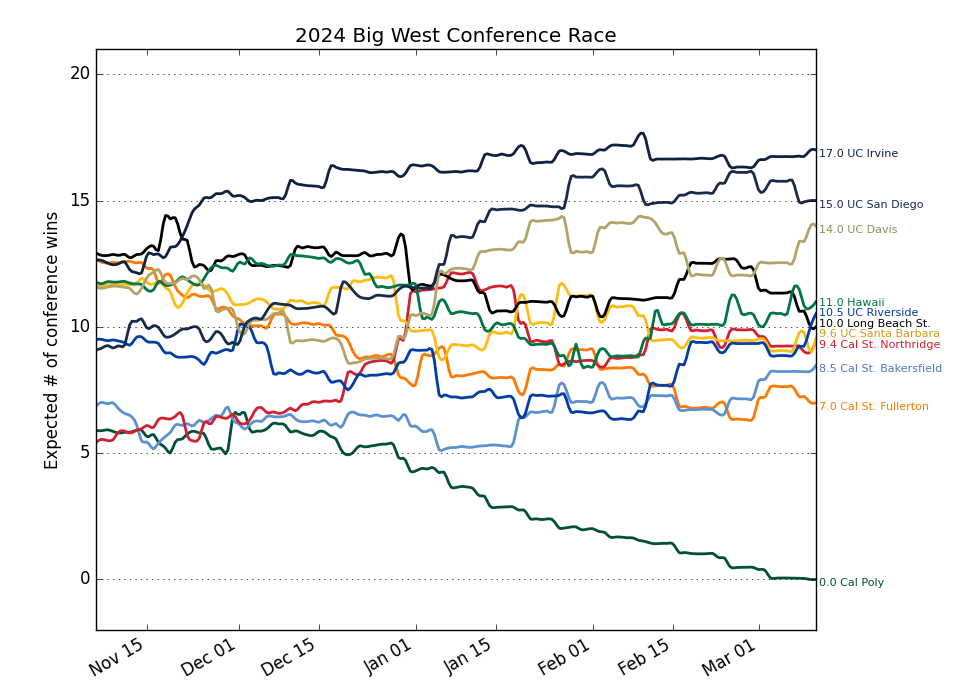 2024 Big West Conference Race
Expected # of conference wins
20
15
10
5
0
Nov 15
Dec 01
Dec 15
Jan 01
Jan 15
Feb 01
Feb 15
Mar 01
17.0 UC Irvine
15.0 UC San Diego
14.0 UC Davis
11.0 Hawaii
10.5 UC Riverside
10.0 Long Beach St.
9.6 UC Santa Barbara
9.4 Cal St. Northridge
8.5 Cal St. Bakersfield
7.0 Cal St. Fullerton
0.0 Cal Poly